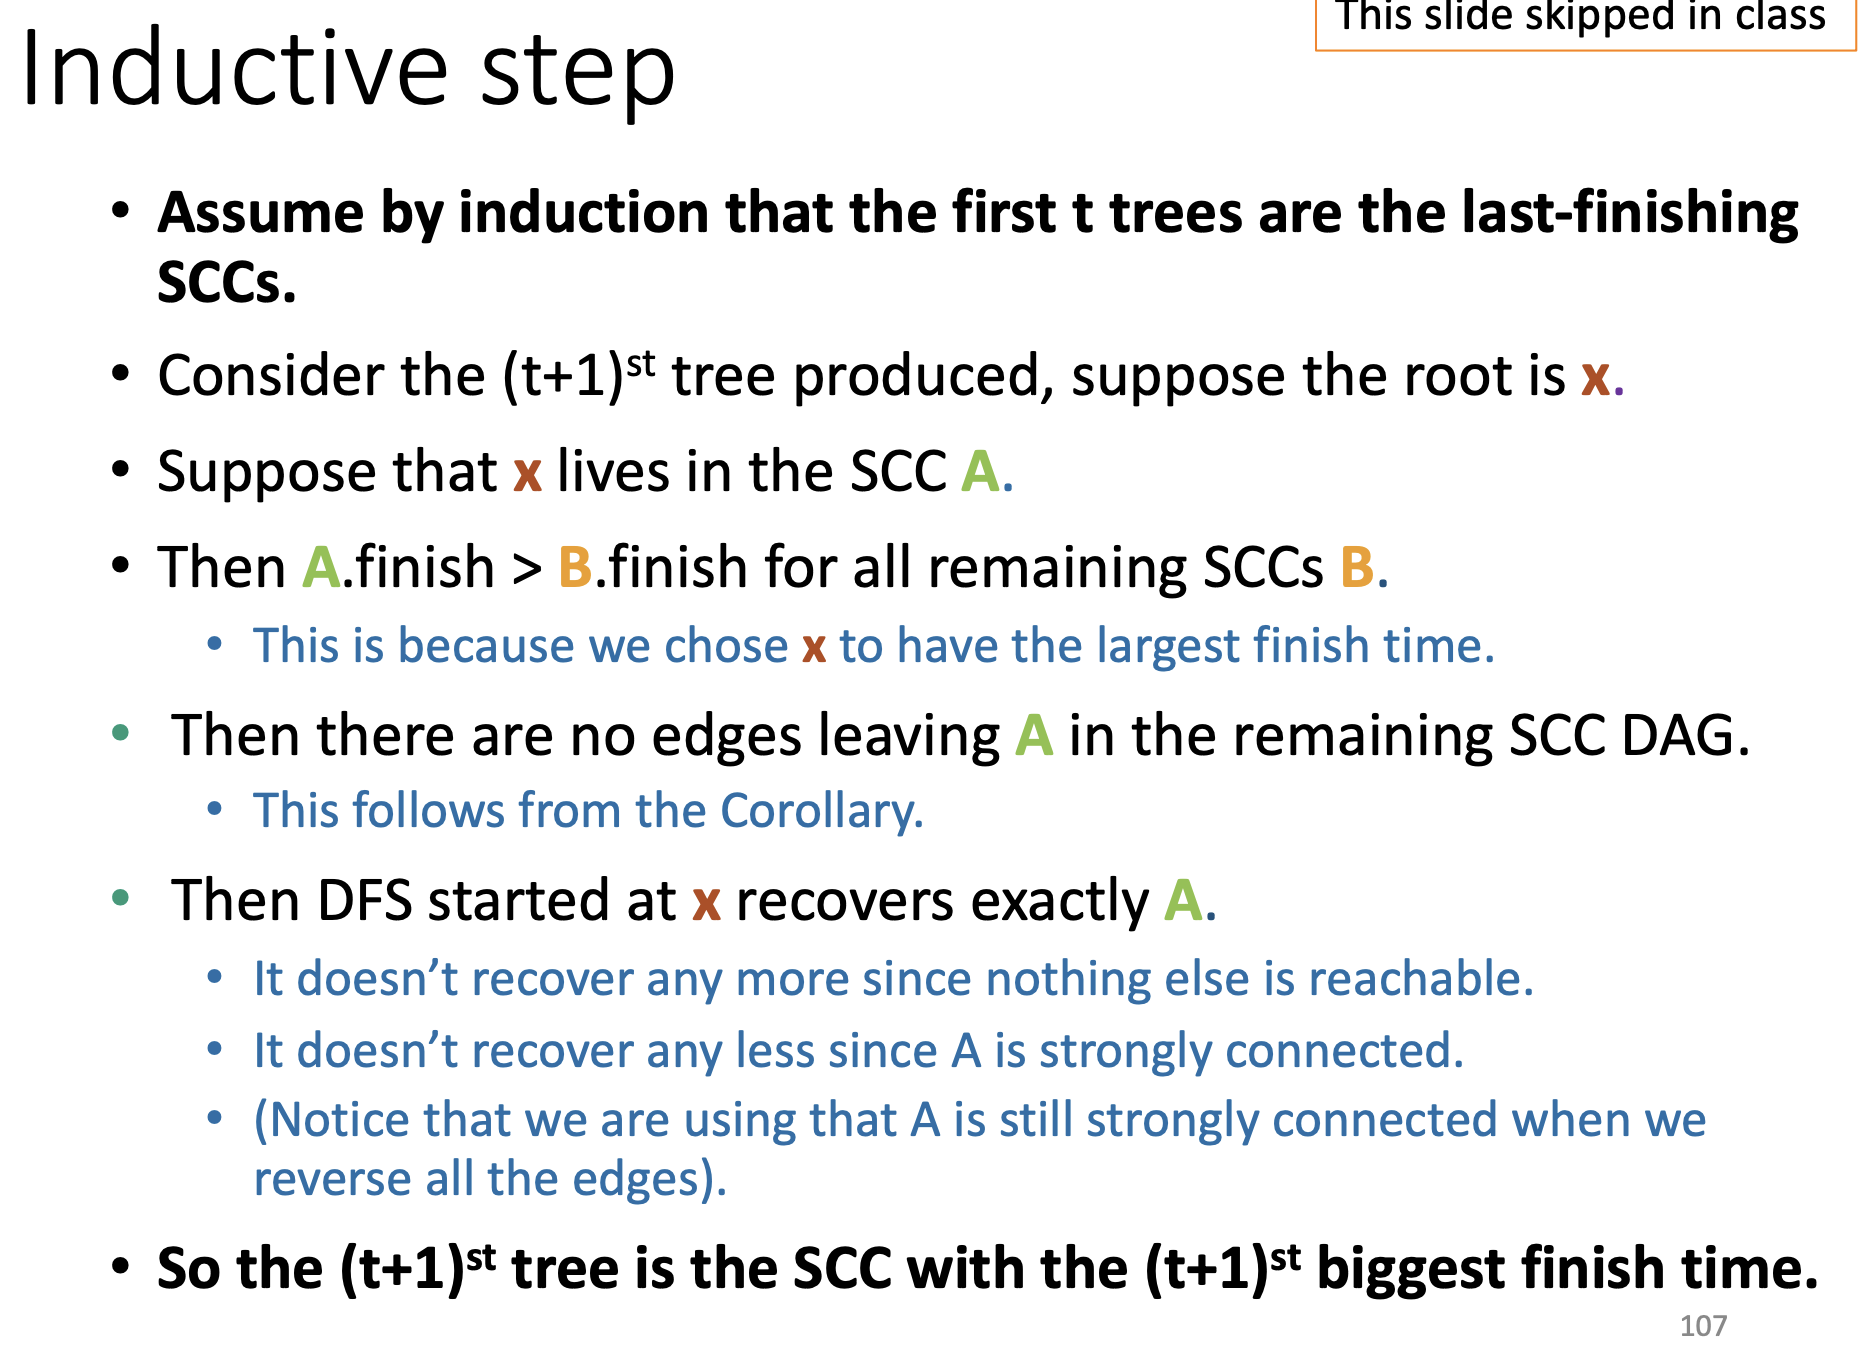 This slide skipped in class
Inductive step
• Assume by induction that the first t trees are the last-finishing
SCCs.
• Consider the (t+1)st tree produced, suppose the root is x.
• Suppose that x lives in the SCC A.
• Then A.finish > B.finish for all remaining SCCs B.
• This is because we chose x to have the largest finish time.
• Then there are no edges leaving A in the remaining SCC DAG.
• This follows from the Corollary.
• Then DFS started at x recovers exactly A.
• It doesn’t recover any more since nothing else is reachable.
• It doesn’t recover any less since A is strongly connected.
• (Notice that we are using that A is still strongly connected when we
reverse all the edges).
• So the (t+1)st tree is the SCC with the (t+1)st biggest finish time.
107